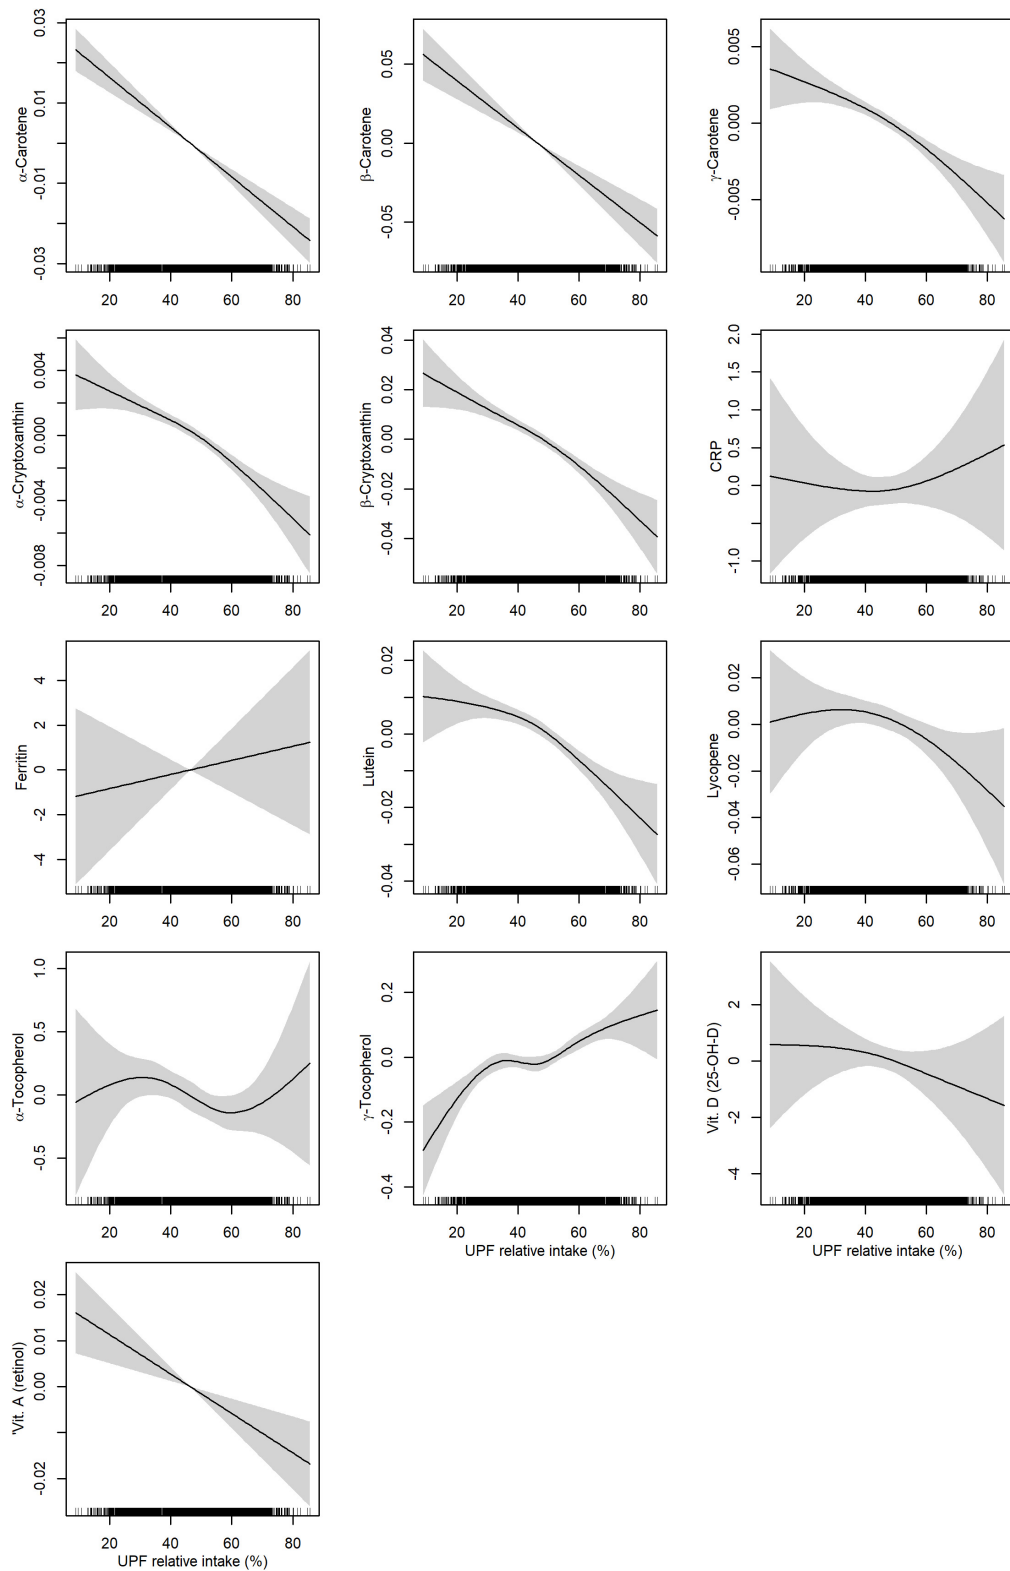 α-Carotene
0.03
0.01
-0.01
-0.03
20 40 60 80
β-Carotene
0.05
0.00
-0.05
20 40 60 80
γ-Carotene
0.005
0.000
-0.005
20 40 60 80
α-Cryptoxanthin
0.004
0.000
-0.004
-0.008
20 40 60 80
β-Cryptoxanthin
0.04
0.02
0.00
-0.02
-0.04
20 40 60 80
CRP
2.0
1.5
1.0
0.5
0.0
-1.0
20 40 60 80
Ferritin
4
2
0
-2
-4
20 40 60 80
Lutein
0.02
0.00
-0.02
-0.04
20 40 60 80
Lycopene
0.02
0.00
-0.02
-0.04
-0.06
20 40 60 80
α-Tocopherol
1.0
0.5
0.0
-0.5
20 40 60 80
γ-Tocopherol
0.2
0.0
-0.2
-0.4
20 40 60 80
UPF relative intake (%)
Vit. D (25-OH-D)
2
0
-2
-4
20 40 60 80
UPF relative intake (%)
'Vit. A (retinol)
0.02
0.01
0.00
-0.02
20 40 60 80
UPF relative intake (%)